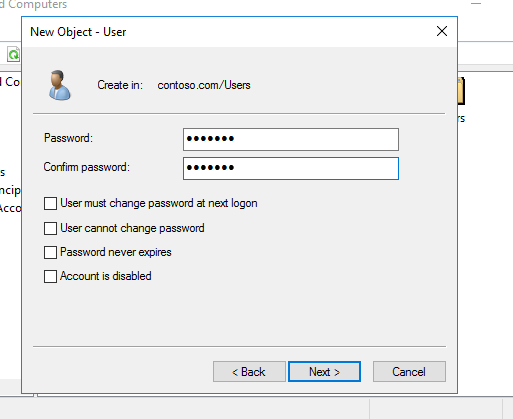 d Computers
New Object - User
Create in: contoso.com/Users
Password:
•••••••
Confirm password:
•••••••
User must change password at next logon
User cannot change password
Password never expires
Account is disabled
< Back
Next >
Cancel
d Co
s
ncip
Acco
rs